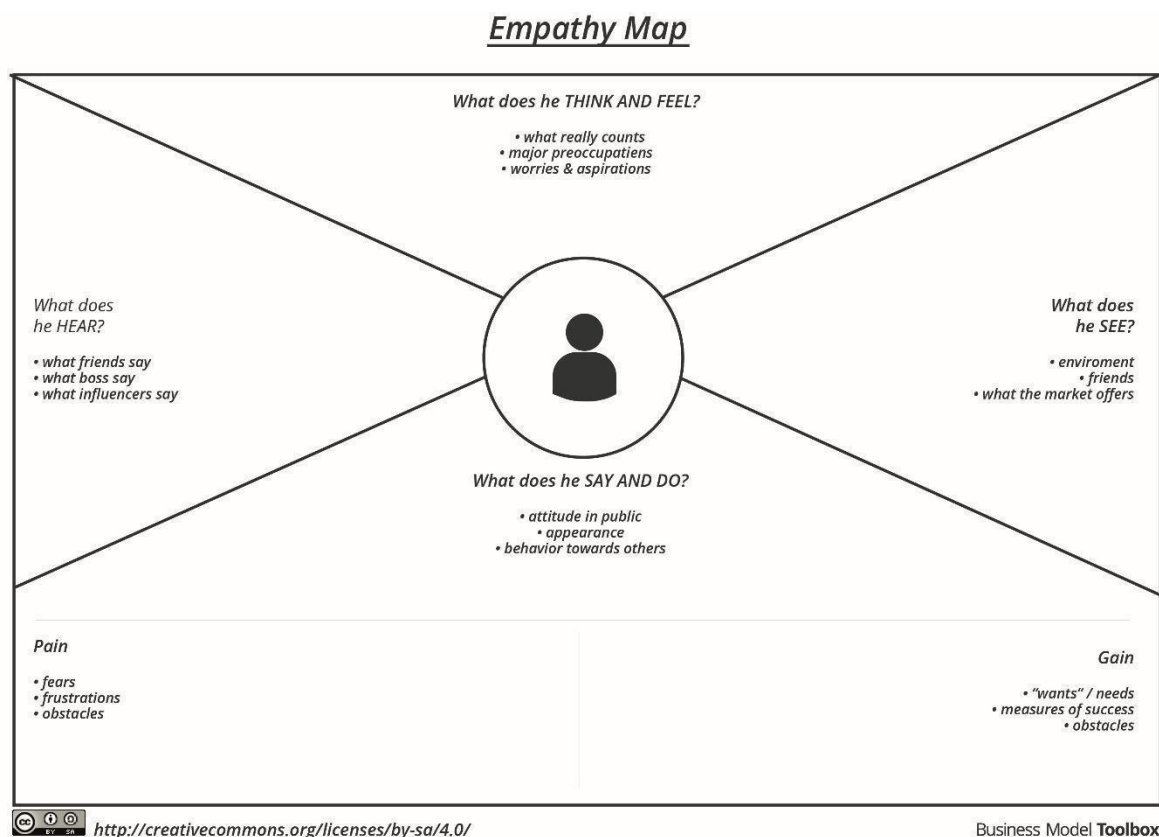 Empathy Map
What does he THINK AND FEEL?
• what really counts
• major preoccupatiens
• worries & aspirations
What does
he HEAR?
• what friends say
• what boss say
• what influencers say
What does
he SEE?
• enviroment
• friends
• what the market offers
What does he SAY AND DO?
• attitude in public
• appearance
• behavior towards others
Pain
• fears
• frustrations
• obstacles
Gain
• “wants” / needs
• measures of success
• obstacles
cc BY SA http://creativecommons.org/licenses/by-sa/4.0/
Business Model Toolbox